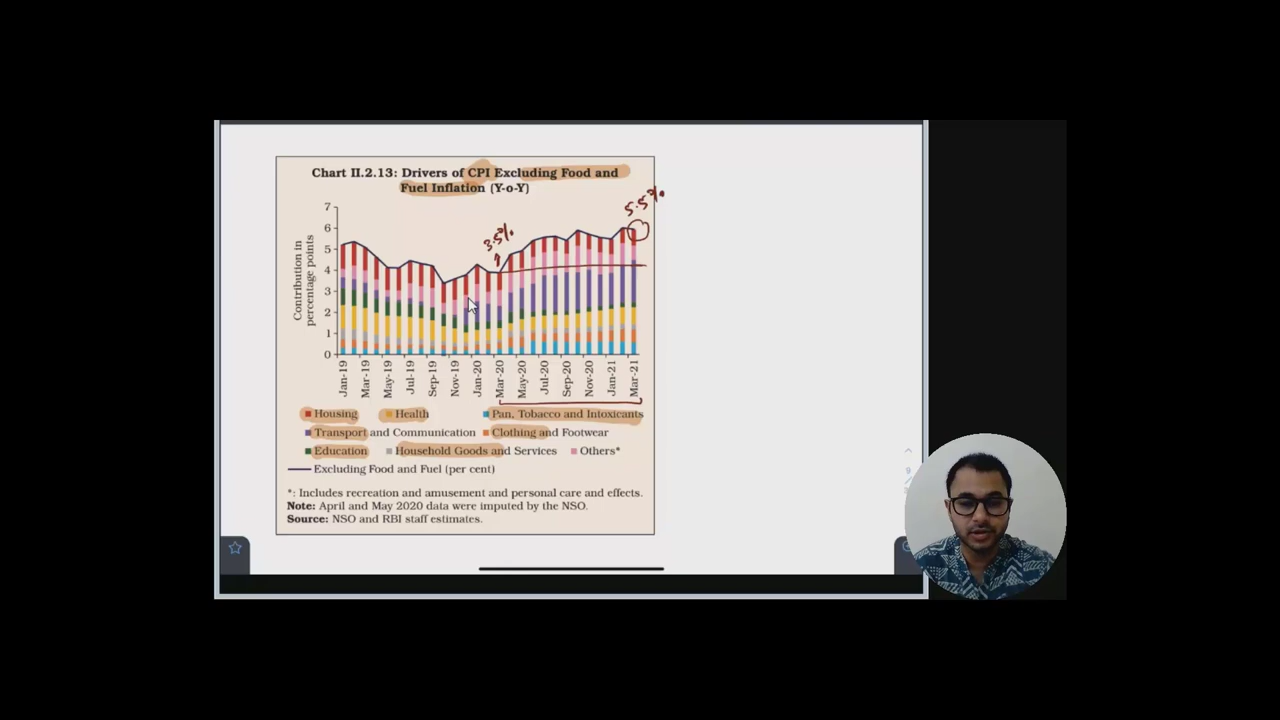 Chart II.2.13: Drivers of CPI Excluding Food and
Fuel Inflation (Y-o-Y)
5.5%
3.5%
Contribution in
percentage points
7
6
5
4
3
2
1
0
Jan-19
Mar-19
May-19
Jul-19
Sep-19
Nov-19
Jan-20
Mar-20
May-20
Jul-20
Sep-20
Nov-20
Jan-21
Mar-21
Housing Health Pan, Tobacco and Intoxicants
Transport and Communication Clothing and Footwear
Education Household Goods and Services Others*
Excluding Food and Fuel (per cent)
*: Includes recreation and amusement and personal care and effects.
Note: April and May 2020 data were imputed by the NSO.
Source: NSO and RBI staff estimates.